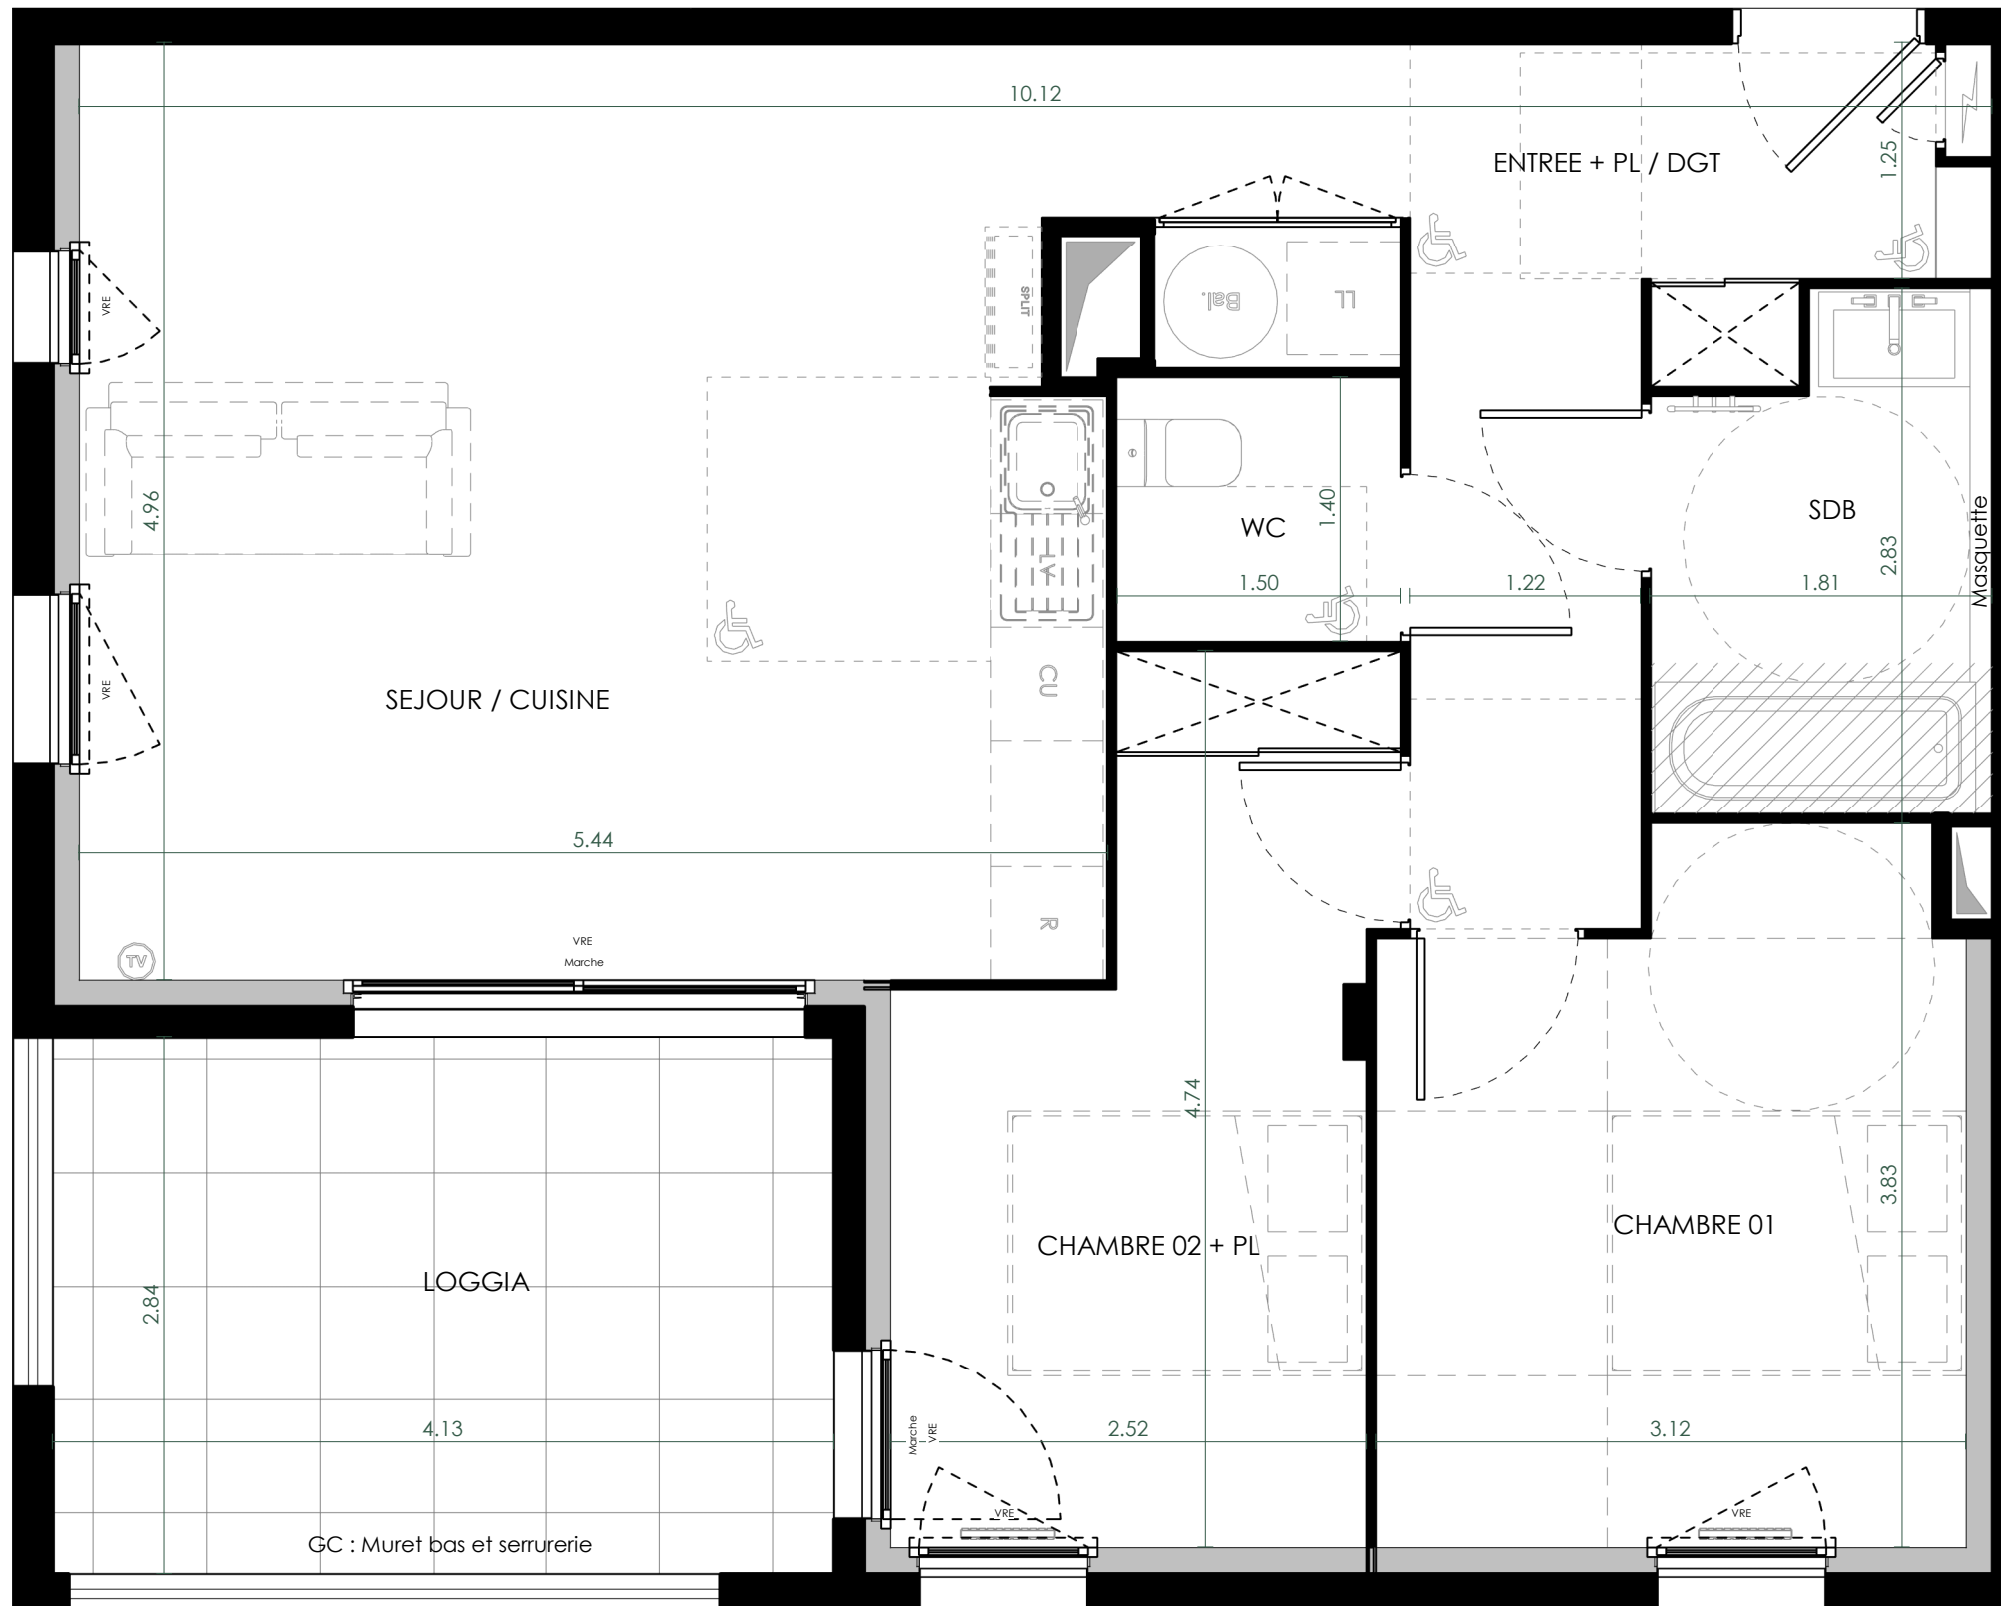 10.12
ENTREE + PL / DGT
1.25
VRE
SPLIT
Bal.
LL
4.96
WC
1.40
SDB
2.83
Masquette
1.50
1.22
1.81
LV
CU
VRE
SEJOUR / CUISINE
5.44
R
TV
VRE
Marche
4.74
3.83
CHAMBRE 01
CHAMBRE 02 + PL
LOGGIA
2.84
4.13
Marche
VRE
2.52
3.12
VRE
VRE
GC : Muret bas et serrurerie